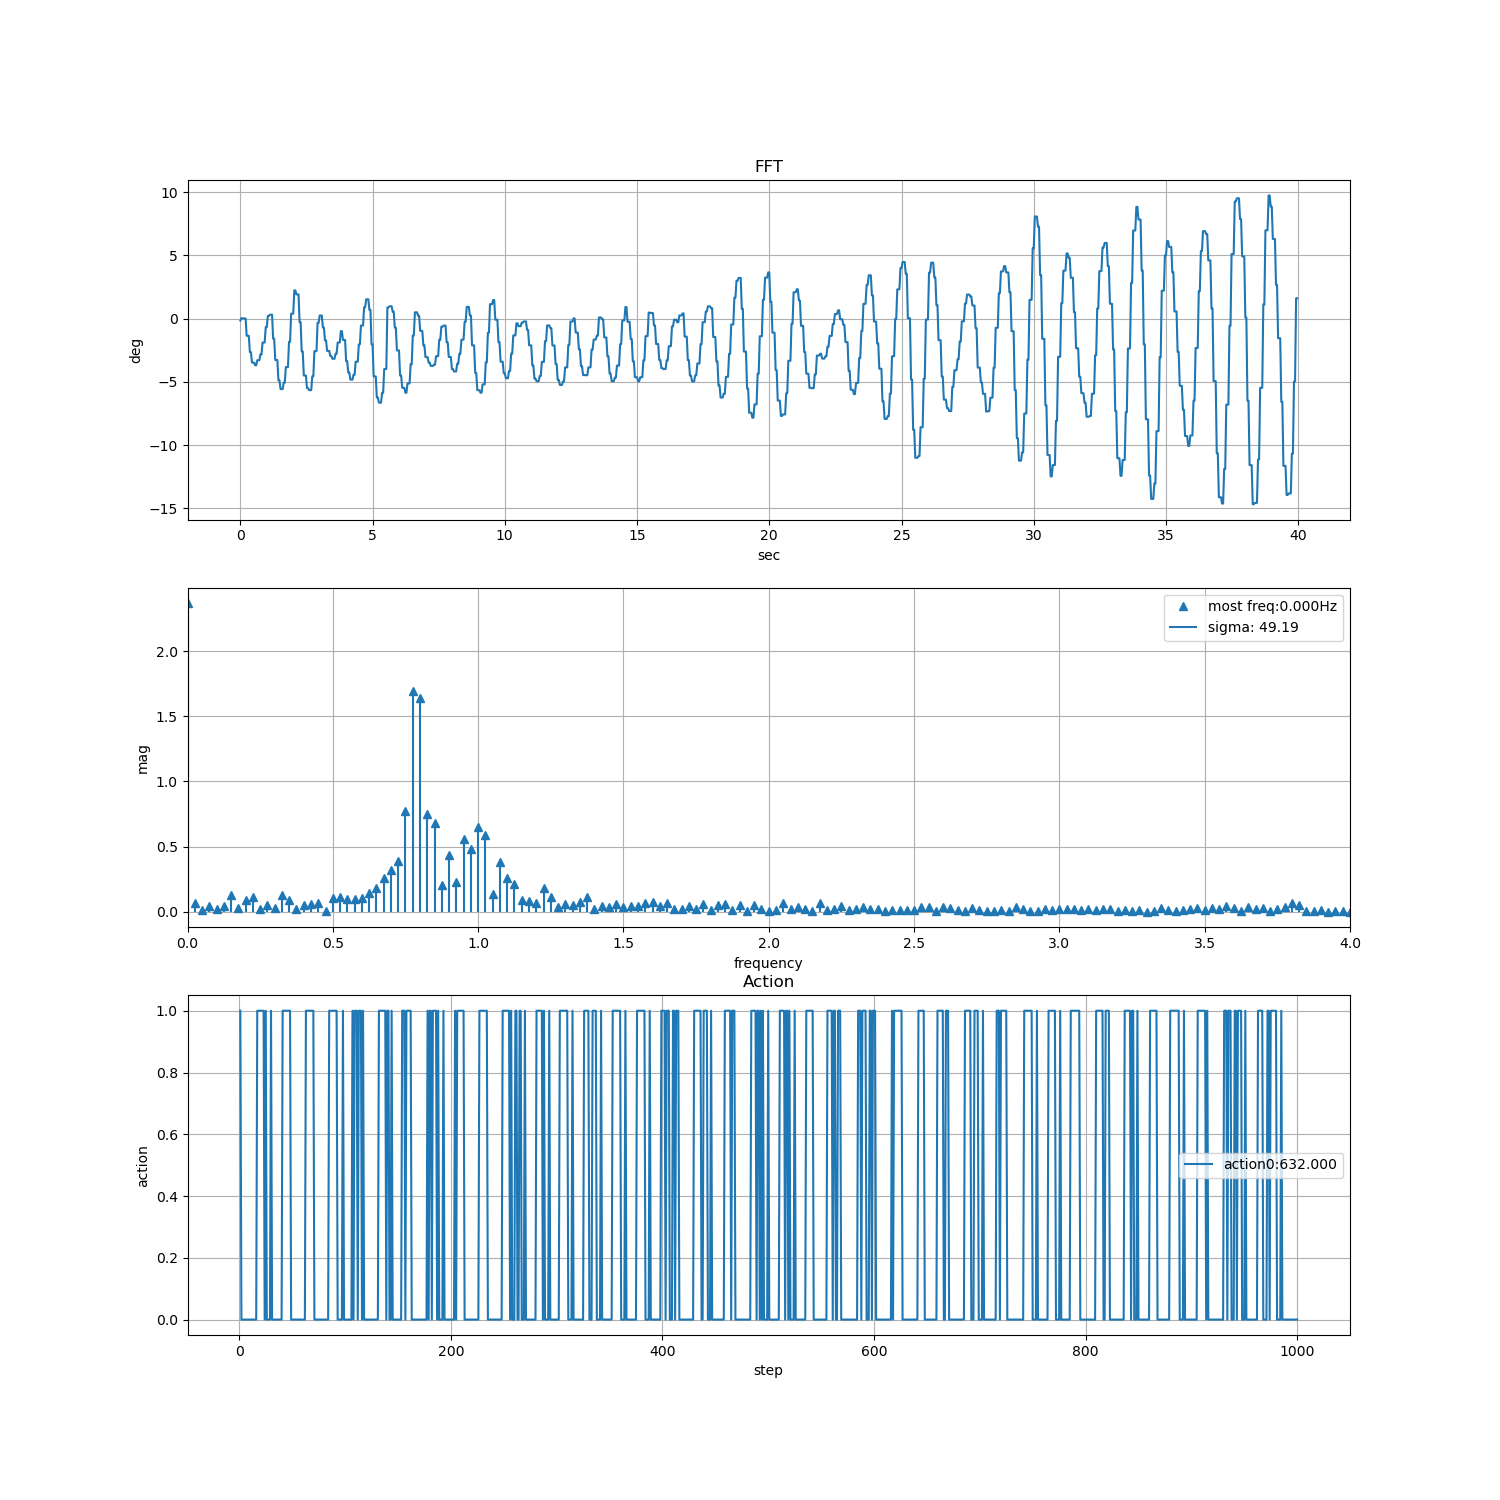 FFT
10
5
0
−5
−10
−15
deg
0 5 10 15 20 25 30 35 40
sec
most freq:0.000Hz
sigma: 49.19
2.0
1.5
1.0
0.5
0.0
mag
0.0 0.5 1.0 1.5 2.0 2.5 3.0 3.5 4.0
frequency
Action
1.0
0.8
0.6
0.4
0.2
0.0
action
action0:632.000
0 200 400 600 800 1000
step